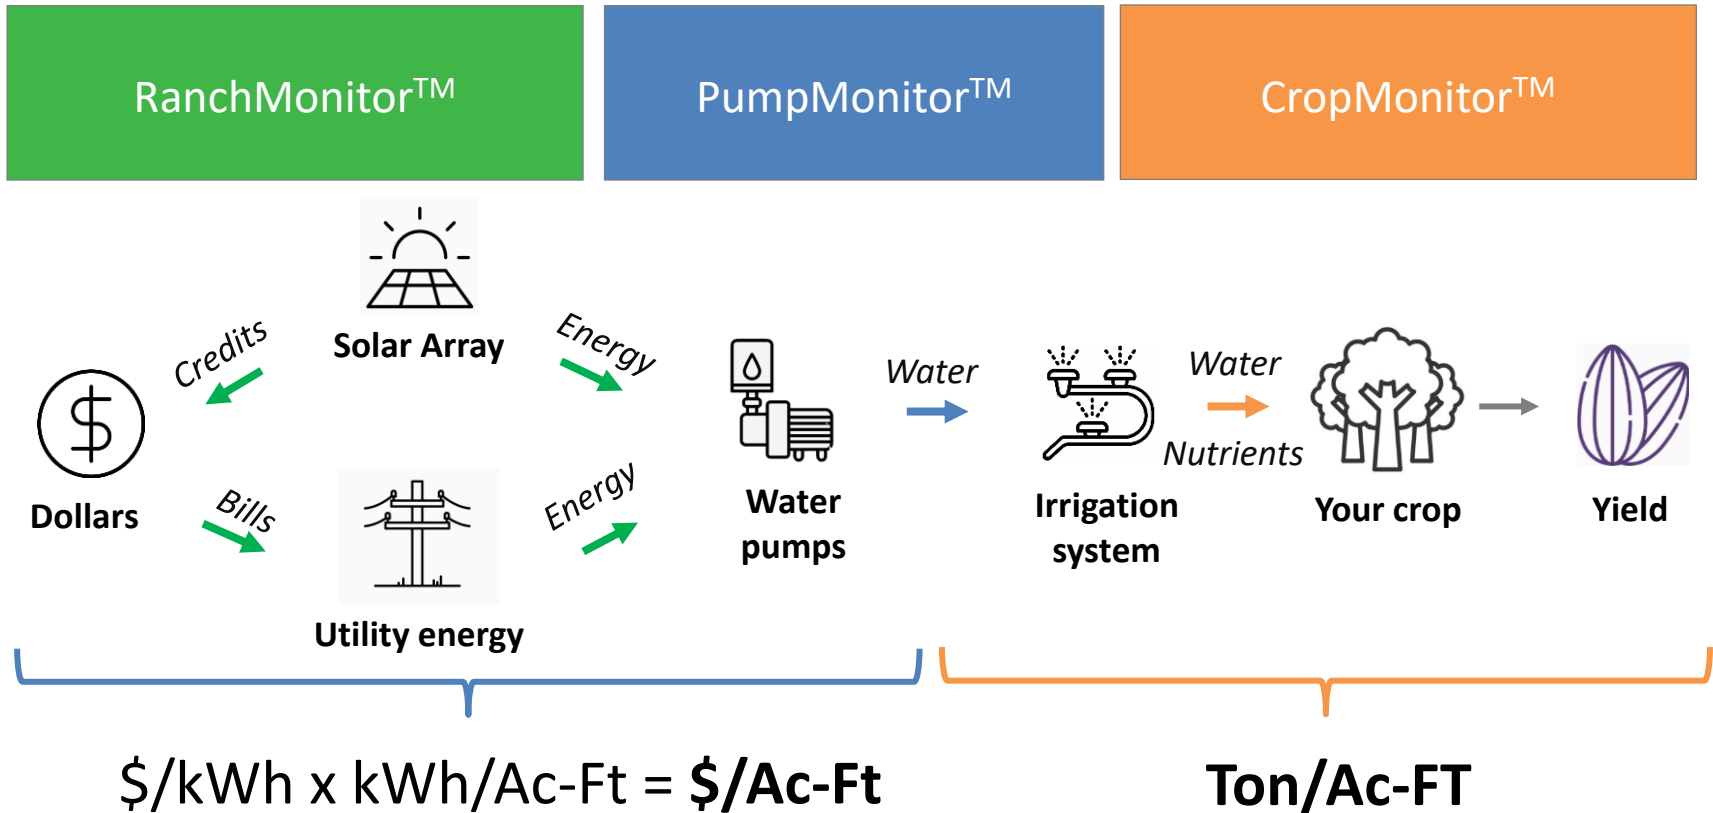 RanchMonitor™
PumpMonitor™
CropMonitor™
Credits
Solar Array
Energy
Dollars
Bills
Utility energy
Energy
Water
pumps
Water
Irrigation
system
Water
Nutrients
Your crop
Yield
$/kWh x kWh/Ac-Ft = $/Ac-Ft
Ton/Ac-FT